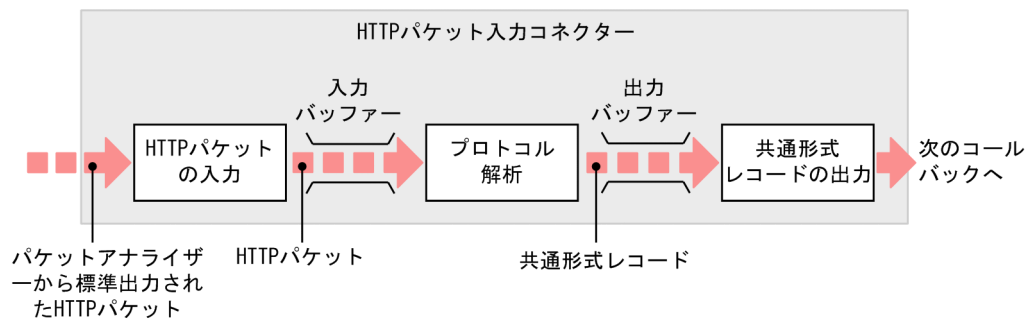 HTTPパケット入力コネクター
入力
バッファー
出力
バッファー
HTTPパケット
の入力
プロトコル
解析
共通形式
レコードの出力
次のコール
バックへ
パケットアナライザ
ーから標準出力され
たHTTPパケット
HTTPパケット
共通形式レコード